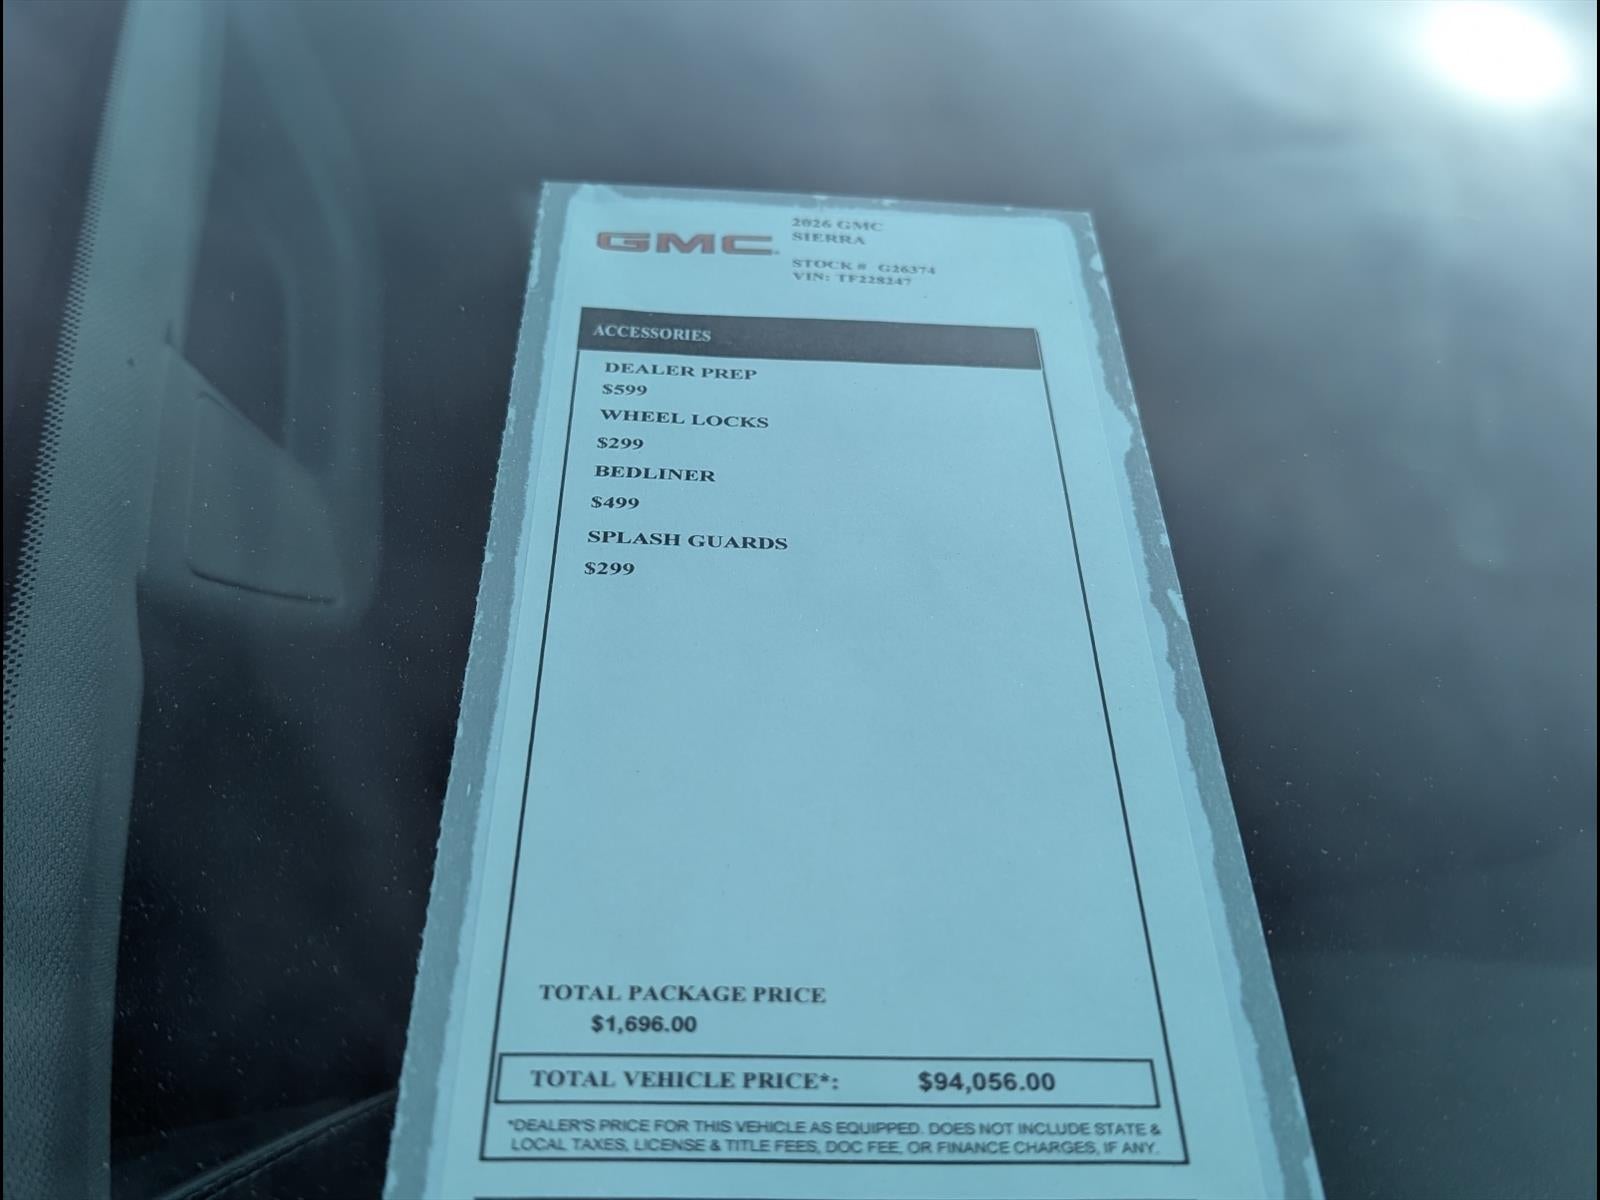 GMC
2026 GMC
SIERRA
STOCK # G26374
VIN: TF228247
ACCESSORIES
DEALER PREP
$599
WHEEL LOCKS
$299
BEDLINER
$499
SPLASH GUARDS
$299
TOTAL PACKAGE PRICE
$1,696.00
TOTAL VEHICLE PRICE*: $94,056.00
*DEALER'S PRICE FOR THIS VEHICLE AS EQUIPPED. DOES NOT INCLUDE STATE &
LOCAL TAXES, LICENSE & TITLE FEES, DOC FEE, OR FINANCE CHARGES, IF ANY.